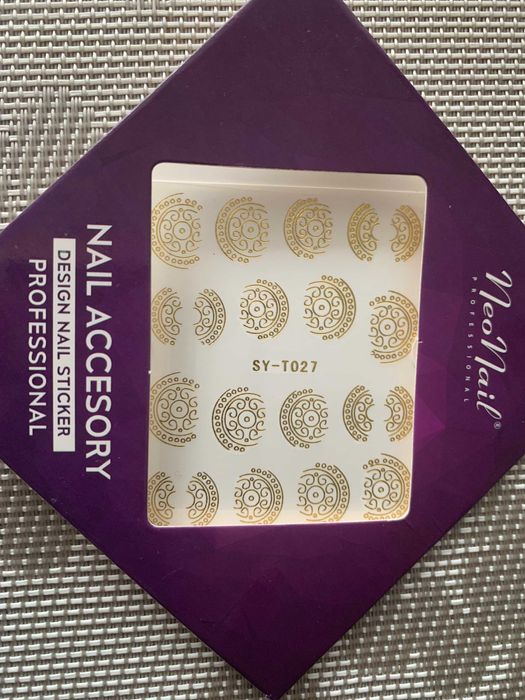 NeoNail®
PROFESSIONAL
SY-T027
NAIL ACCESORY
DESIGN NAIL STICKER
PROFESSIONAL